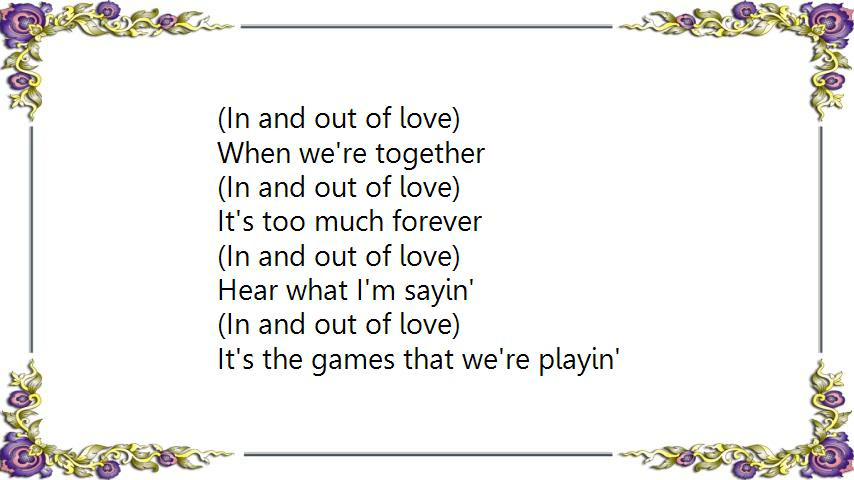 (In and out of love)
When we're together
(In and out of love)
It's too much forever
(In and out of love)
Hear what I'm sayin'
(In and out of love)
It's the games that we're playin'